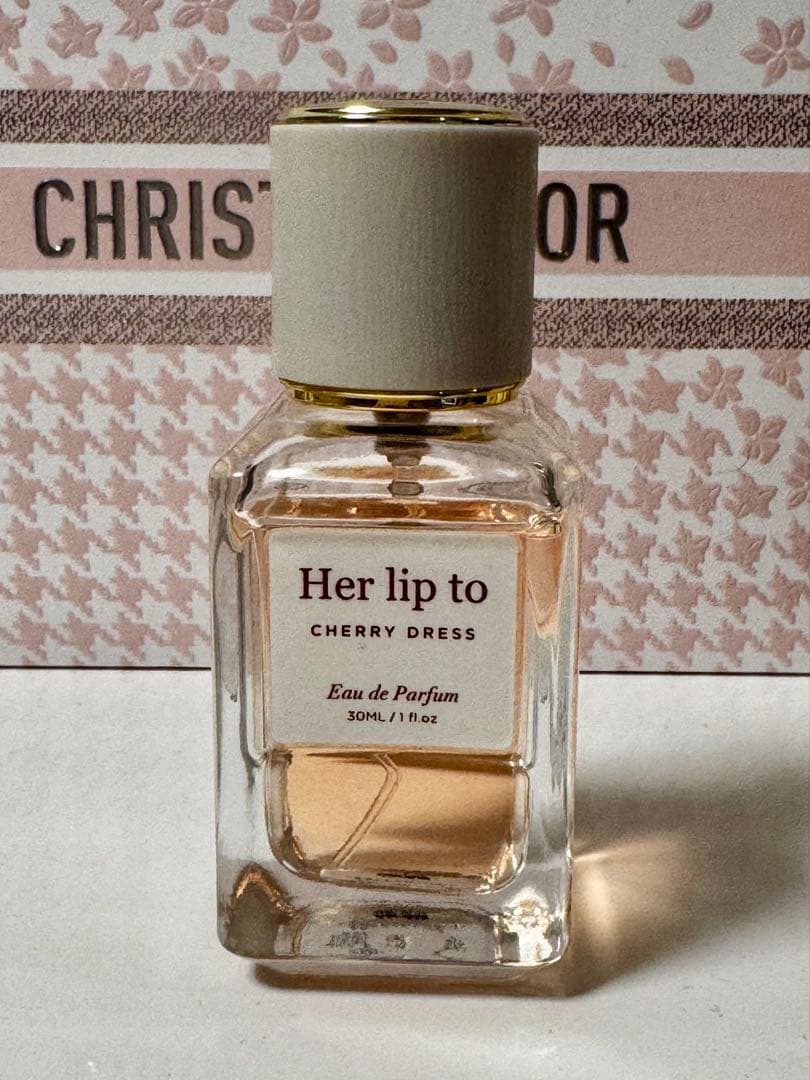 CHRIST OR
Her lip to
CHERRY DRESS
Eau de Parfum
30ML / 1 fl.oz